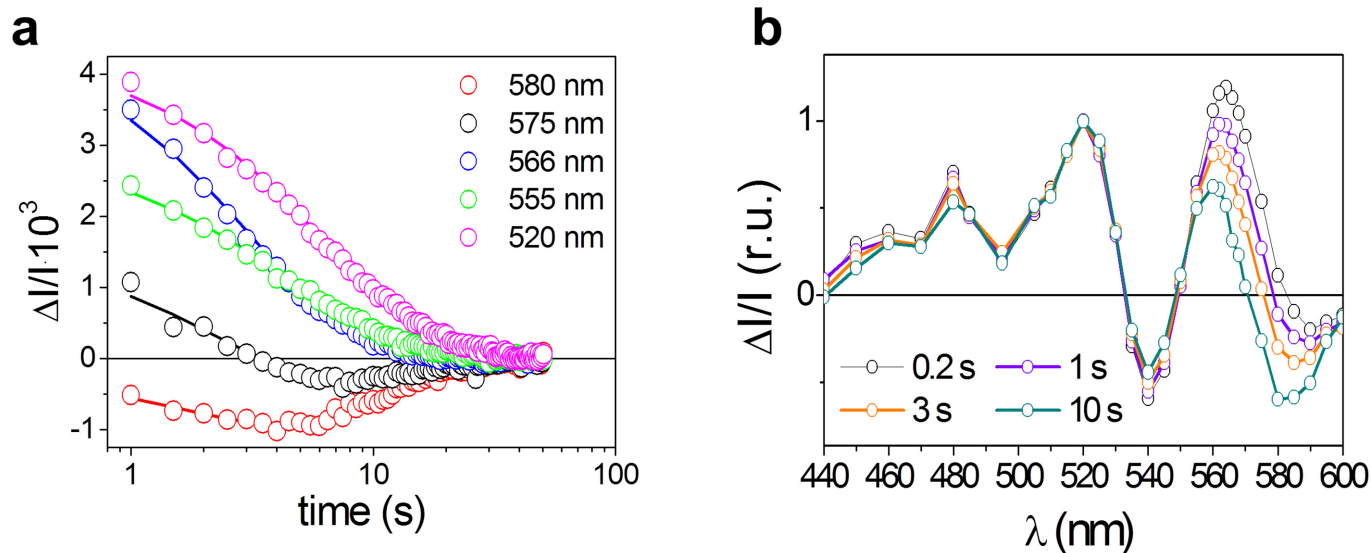 a
ΔI/I·10³
4
3
2
1
0
-1
580 nm
575 nm
566 nm
555 nm
520 nm
1 10 100
time (s)
b
ΔI/I (r.u.)
1
0
0.2 s 1 s
3 s 10 s
440 460 480 500 520 540 560 580 600
λ (nm)